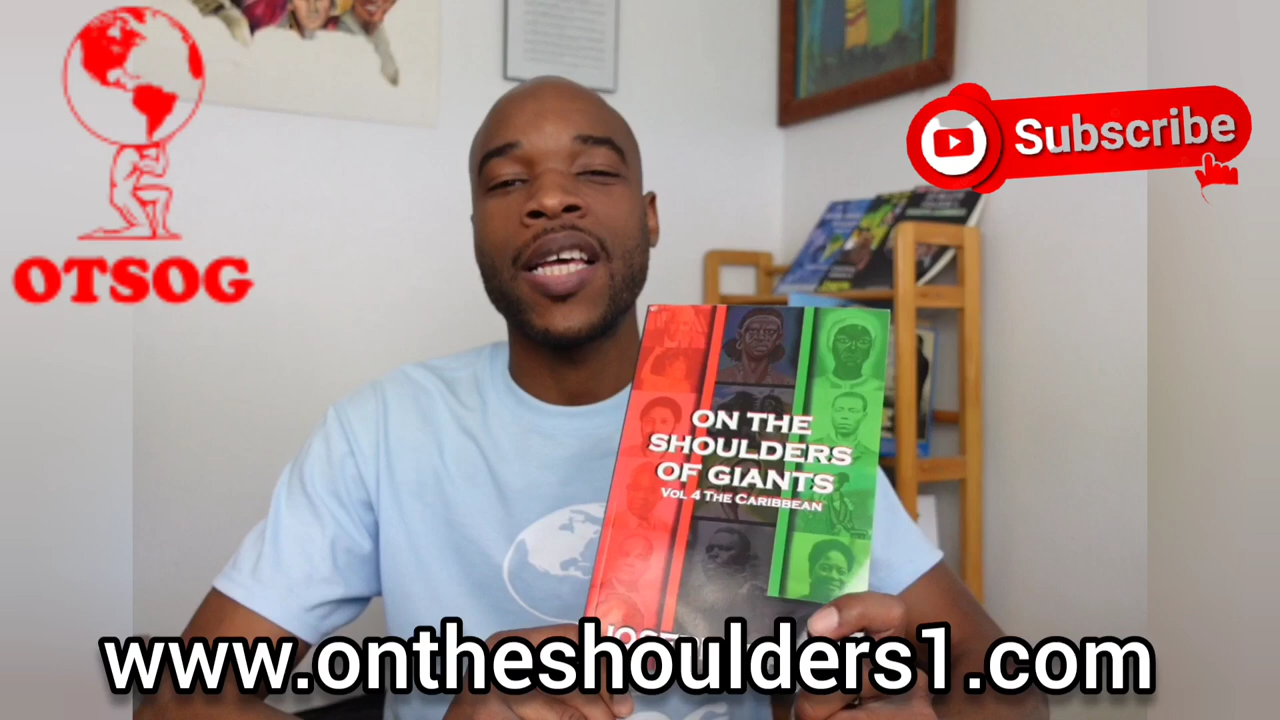 OTSOG
Subscribe
ON THE
SHOULDERS
OF GIANTS
VOL 4 THE CARIBBEAN
www.ontheshoulders1.com